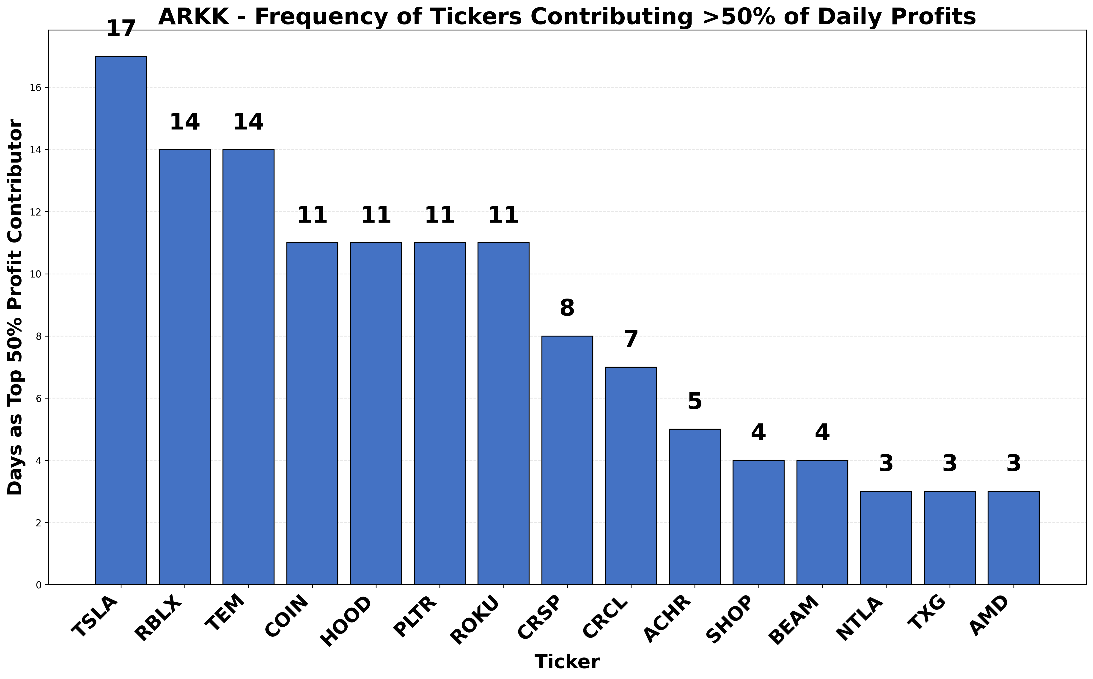 ARKK - Frequency of Tickers Contributing >50% of Daily Profits
Days as Top 50% Profit Contributor
16
14
12
10
8
6
4
2
0
17
14
14
11
11
11
11
8
7
5
4
4
3
3
3
TSLA
RBLX
TEM
COIN
HOOD
PLTR
ROKU
CRSP
CRCL
ACHR
SHOP
BEAM
NTLA
TXG
AMD
Ticker